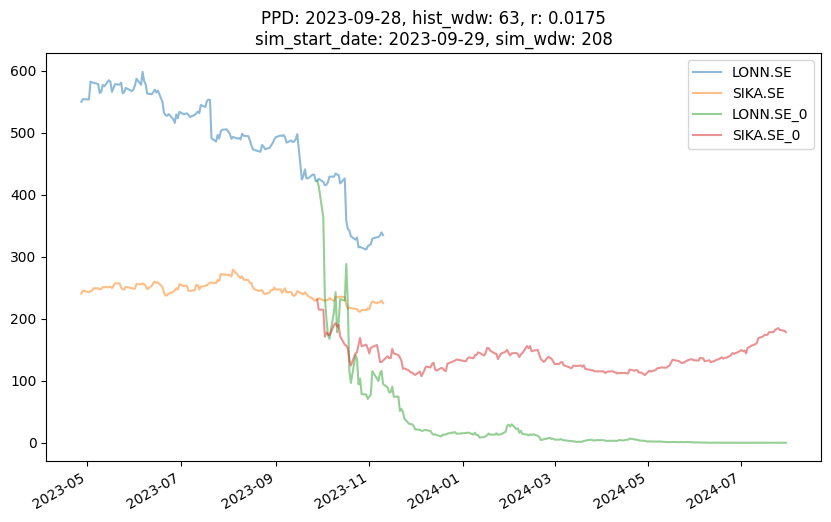 PPD: 2023-09-28, hist_wdw: 63, r: 0.0175
sim_start_date: 2023-09-29, sim_wdw: 208
LONN.SE
SIKA.SE
LONN.SE_0
SIKA.SE_0
600
500
400
300
200
100
0
2023-05
2023-07
2023-09
2023-11
2024-01
2024-03
2024-05
2024-07